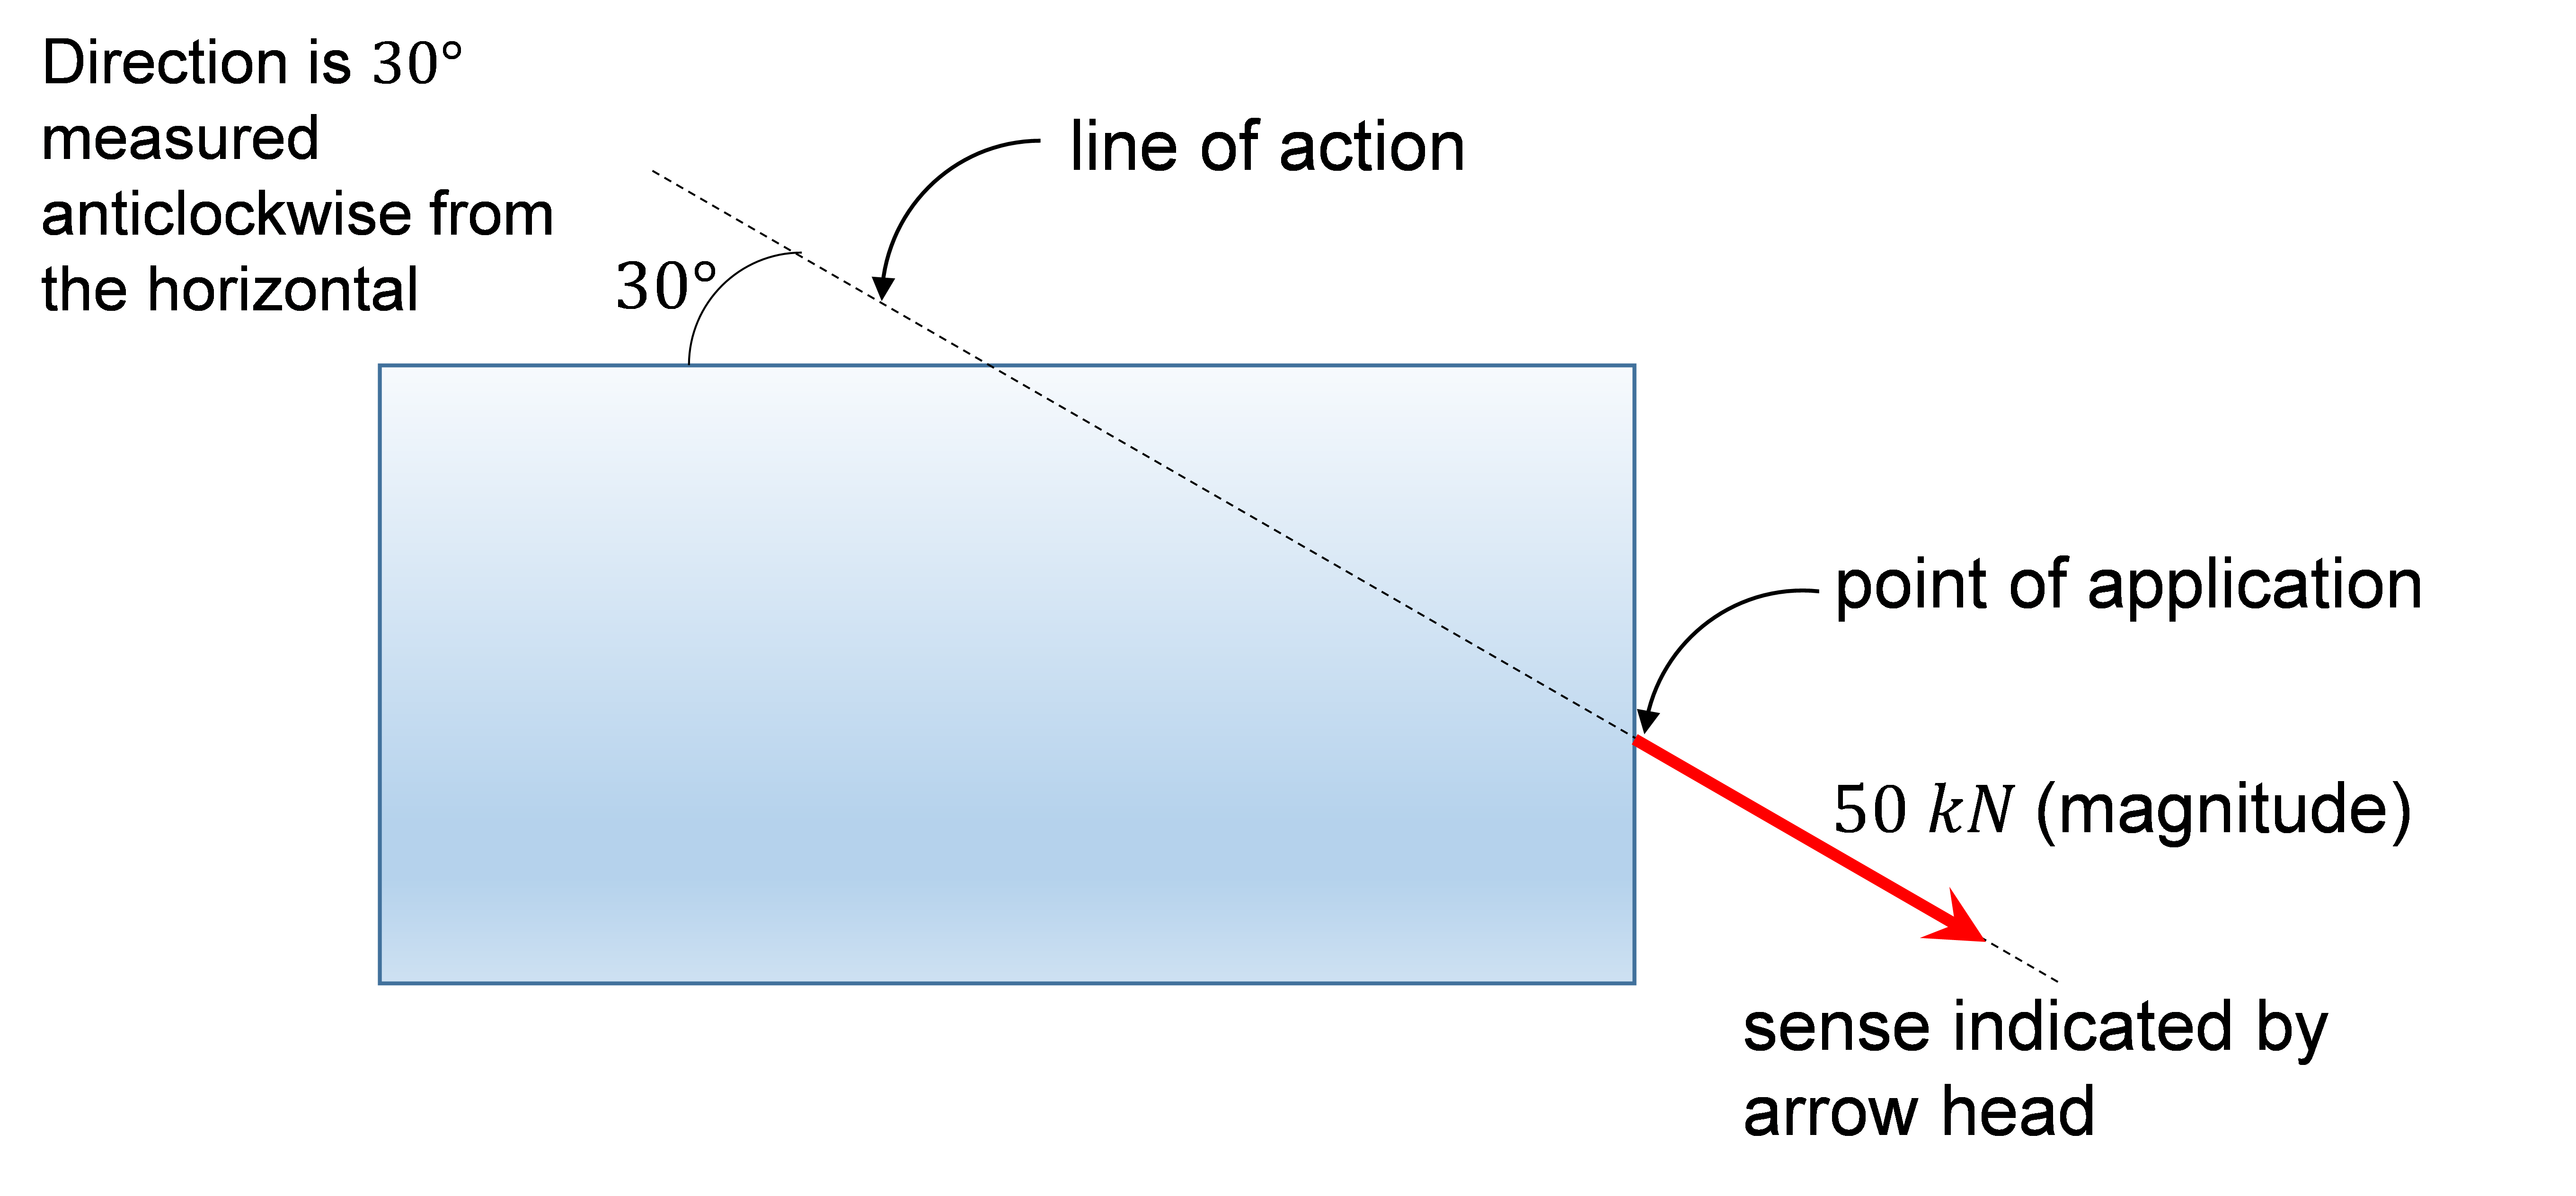 Direction is 30°
measured
anticlockwise from
the horizontal
line of action
30°
point of application
50 kN (magnitude)
sense indicated by
arrow head